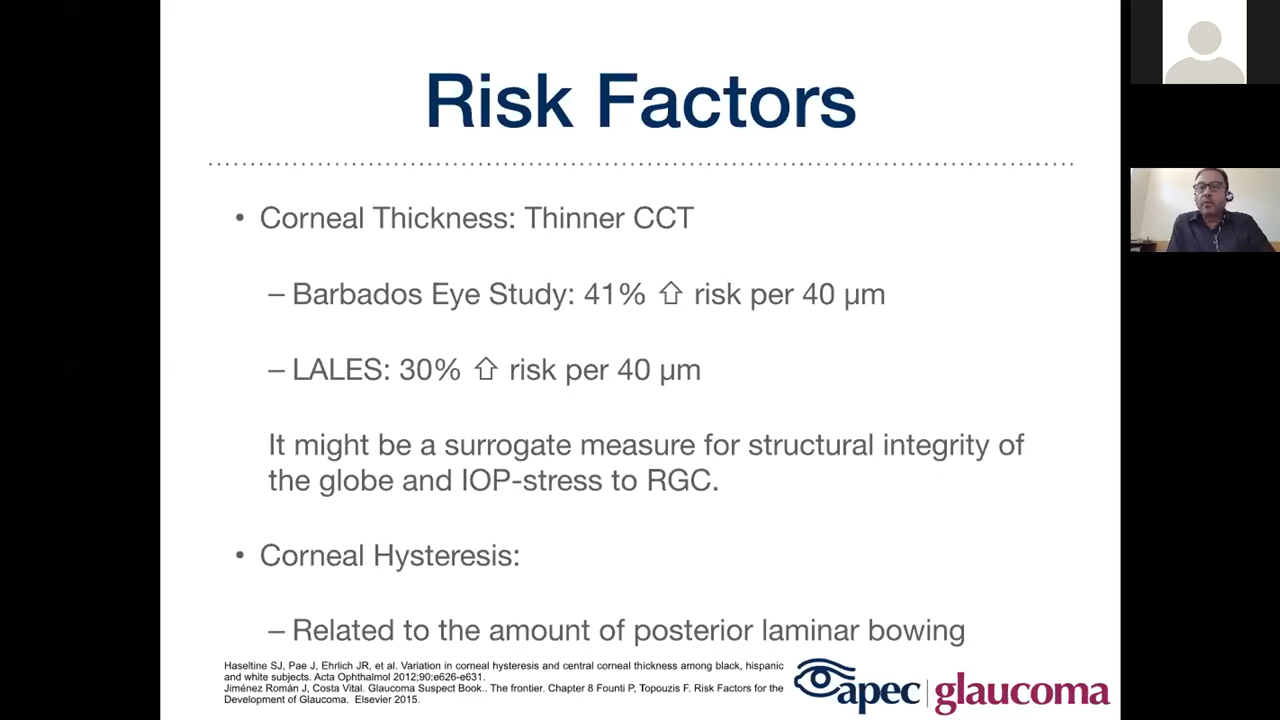 Risk Factors
• Corneal Thickness: Thinner CCT
– Barbados Eye Study: 41% ⇧ risk per 40 µm
– LALES: 30% ⇧ risk per 40 µm
It might be a surrogate measure for structural integrity of
the globe and IOP-stress to RGC.
• Corneal Hysteresis:
– Related to the amount of posterior laminar bowing
Haseltine SJ, Pae J, Ehrlich JR, et al. Variation in corneal hysteresis and central corneal thickness among black, hispanic
and white subjects. Acta Ophthalmol 2012;90:e626-e631.
Jiménez Román J, Costa Vital. Glaucoma Suspect Book.. The frontier. Chapter 8 Founti P, Topouzis F. Risk Factors for the
Development of Glaucoma. Elsevier 2015.
apec | glaucoma